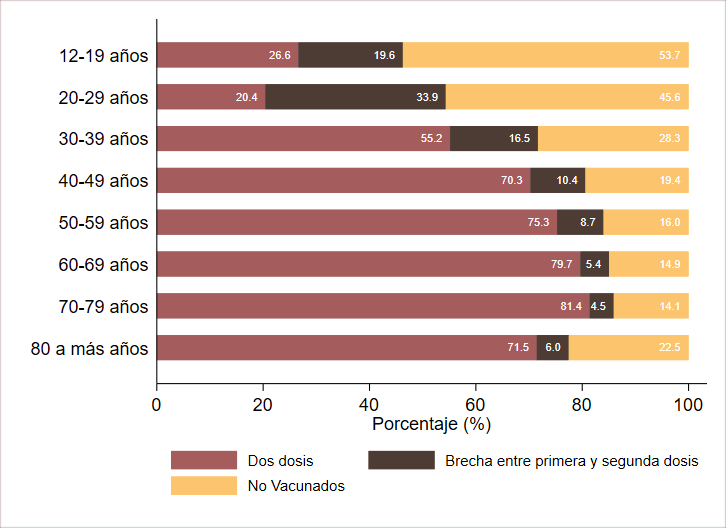 12-19 años 26.6 19.6 53.7
20-29 años 20.4 33.9 45.6
30-39 años 55.2 16.5 28.3
40-49 años 70.3 10.4 19.4
50-59 años 75.3 8.7 16.0
60-69 años 79.7 5.4 14.9
70-79 años 81.4 4.5 14.1
80 a más años 71.5 6.0 22.5
0 20 40 60 80 100
Porcentaje (%)
Dos dosis Brecha entre primera y segunda dosis
No Vacunados